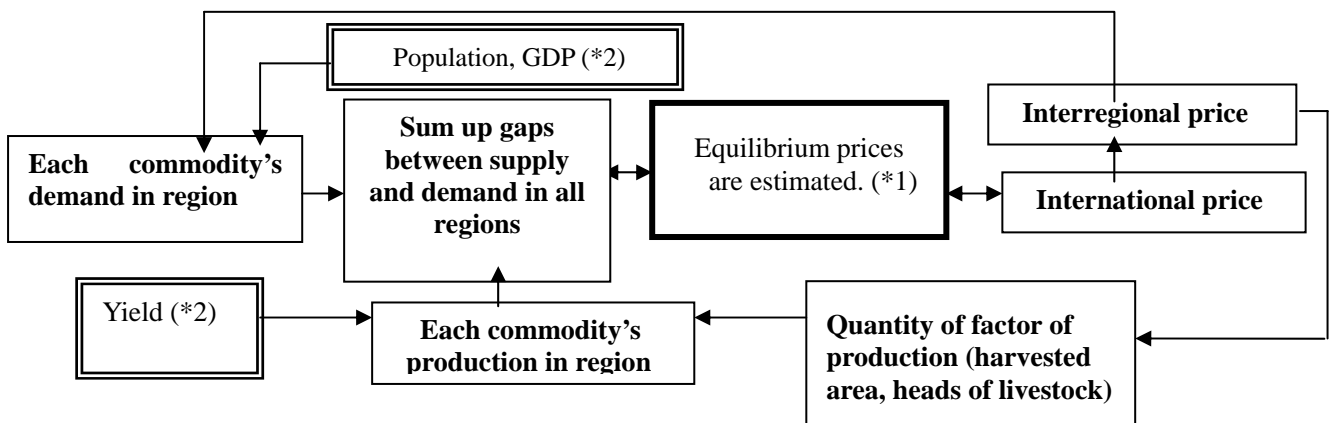 Population, GDP (*2)
Each commodity’s
demand in region
Sum up gaps
between supply
and demand in all
regions
Equilibrium prices
are estimated. (*1)
Interregional price
International price
Yield (*2)
Each commodity’s
production in region
Quantity of factor of
production (harvested
area, heads of livestock)